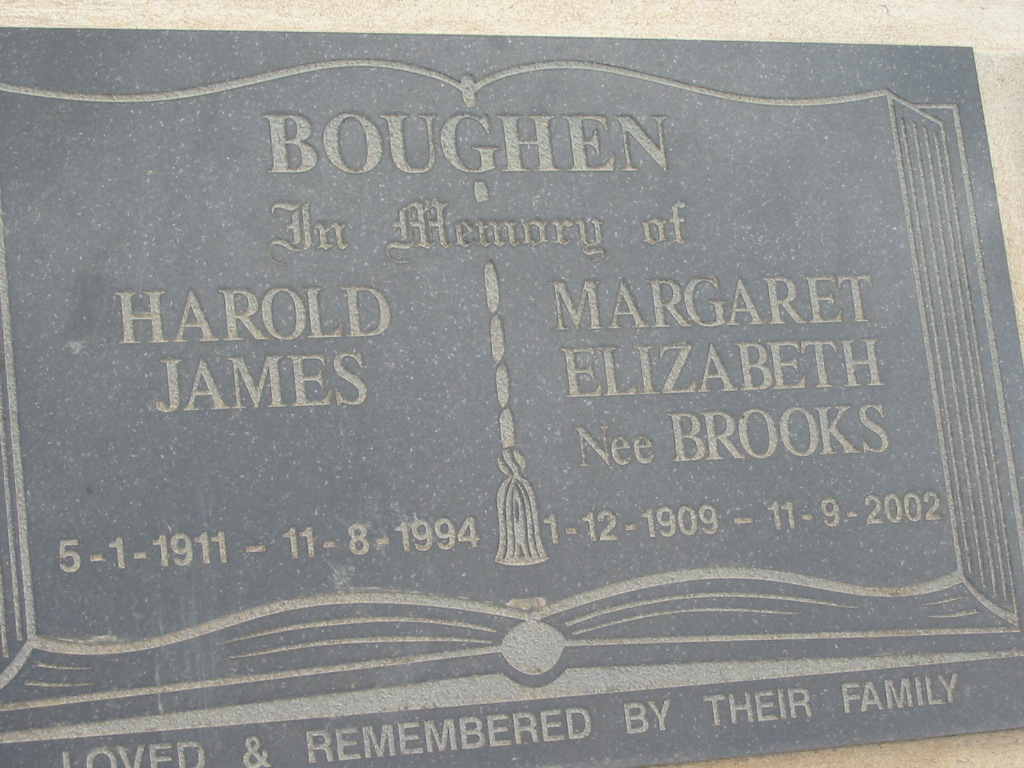 BOUGHEN
In Memory of
HAROLD
JAMES
5-1-1911 - 11-8-1994
MARGARET
ELIZABETH
Nee BROOKS
1-12-1909 - 11-9-2002
LOVED & REMEMBERED BY THEIR FAMILY